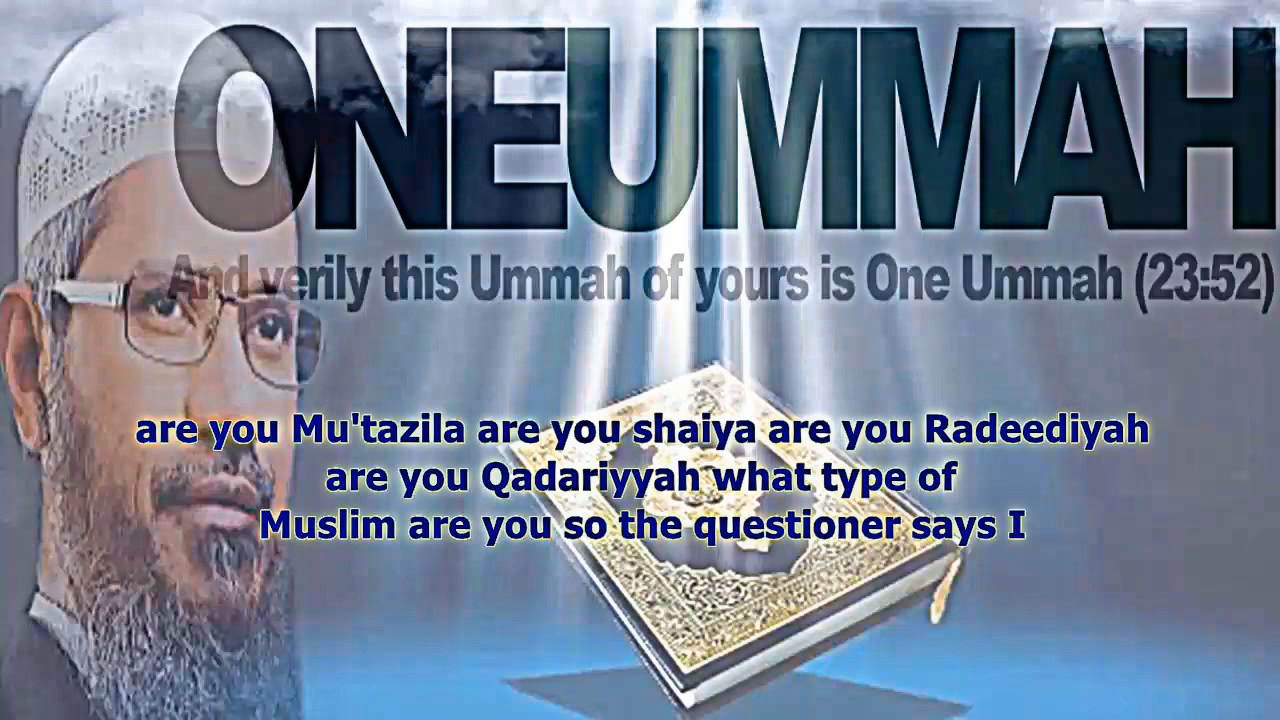 ONEUMMAH
And verily this Ummah of yours is One Ummah (23:52)
are you Mu'tazila are you shaiya are you Radeediyah
are you Qadariyyah what type of
Muslim are you so the questioner says I